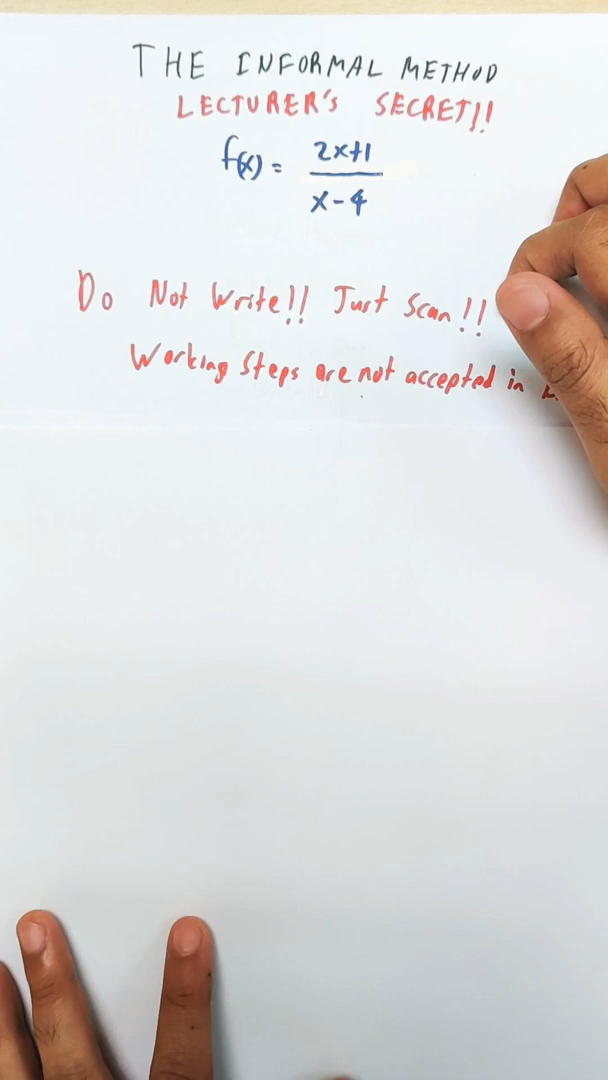 THE INFORMAL METHOD
LECTURER'S SECRET!!
f(x) = 2x+1 / x-4
Do Not Write!! Just Scan!!
Working Steps are not accepted in